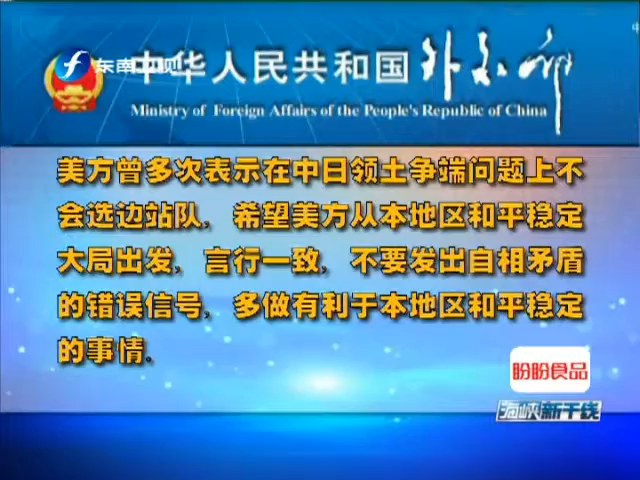 东南卫视
中华人民共和国外交部
Ministry of Foreign Affairs of the People's Republic of China
美方曾多次表示在中日领土争端问题上不
会选边站队，希望美方从本地区和平稳定
大局出发，言行一致，不要发出自相矛盾
的错误信号，多做有利于本地区和平稳定
的事情.
盼盼食品
海峡新干线